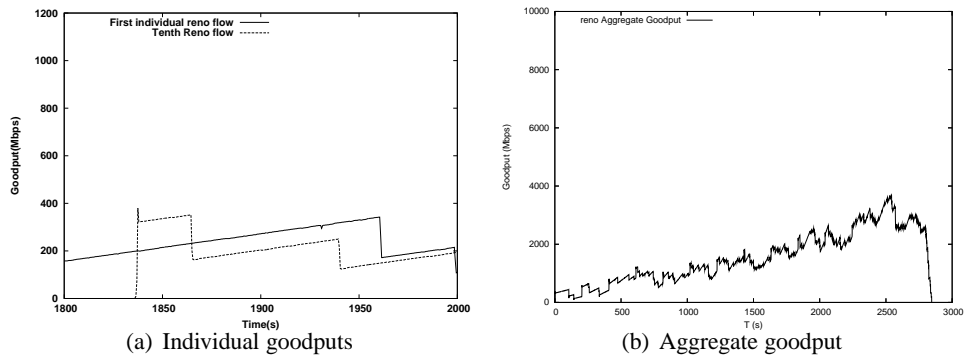 1200
1000
800
600
400
200
0
Goodput(Mbps)
First individual reno flow
Tenth Reno flow
1800
1850
1900
1950
2000
Time(s)
(a) Individual goodputs
10000
8000
6000
4000
2000
0
Goodput (Mbps)
reno Aggregate Goodput
0
500
1000
1500
2000
2500
3000
T (s)
(b) Aggregate goodput